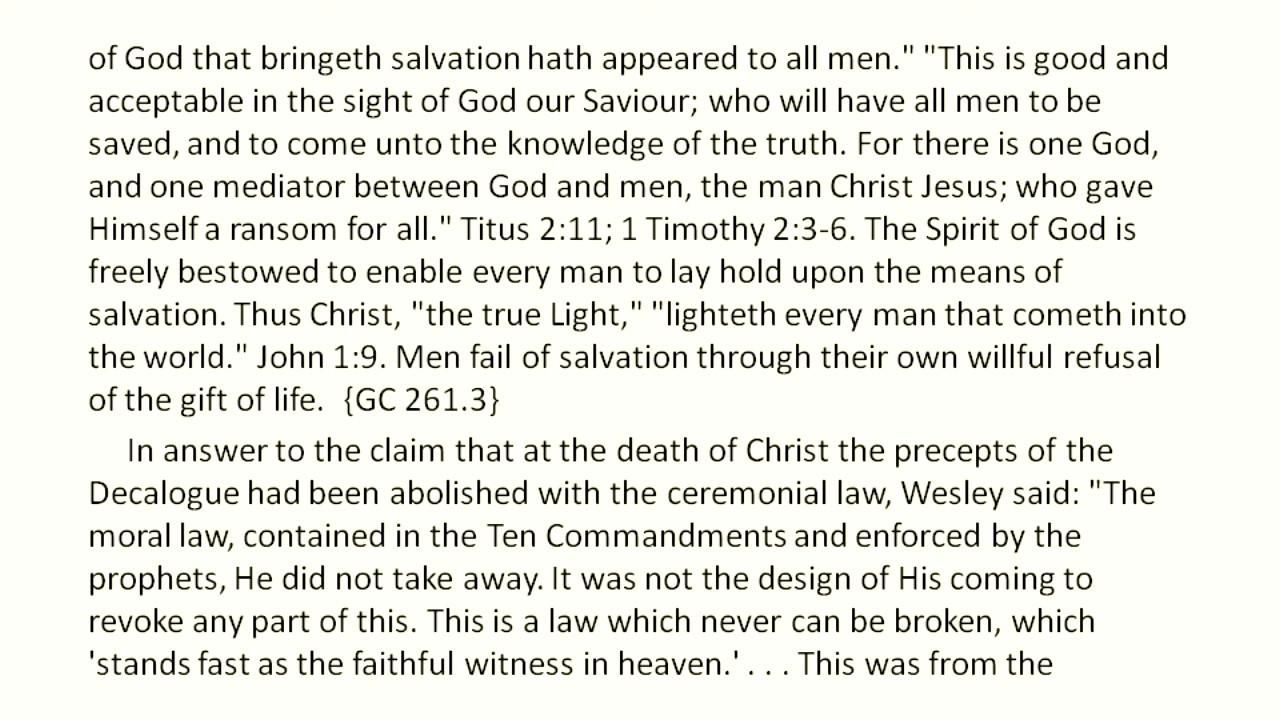 of God that bringeth salvation hath appeared to all men." "This is good and
acceptable in the sight of God our Saviour; who will have all men to be
saved, and to come unto the knowledge of the truth. For there is one God,
and one mediator between God and men, the man Christ Jesus; who gave
Himself a ransom for all." Titus 2:11; 1 Timothy 2:3-6. The Spirit of God is
freely bestowed to enable every man to lay hold upon the means of
salvation. Thus Christ, "the true Light," "lighteth every man that cometh into
the world." John 1:9. Men fail of salvation through their own willful refusal
of the gift of life.  {GC 261.3}
In answer to the claim that at the death of Christ the precepts of the
Decalogue had been abolished with the ceremonial law, Wesley said: "The
moral law, contained in the Ten Commandments and enforced by the
prophets, He did not take away. It was not the design of His coming to
revoke any part of this. This is a law which never can be broken, which
'stands fast as the faithful witness in heaven.' . . . This was from the